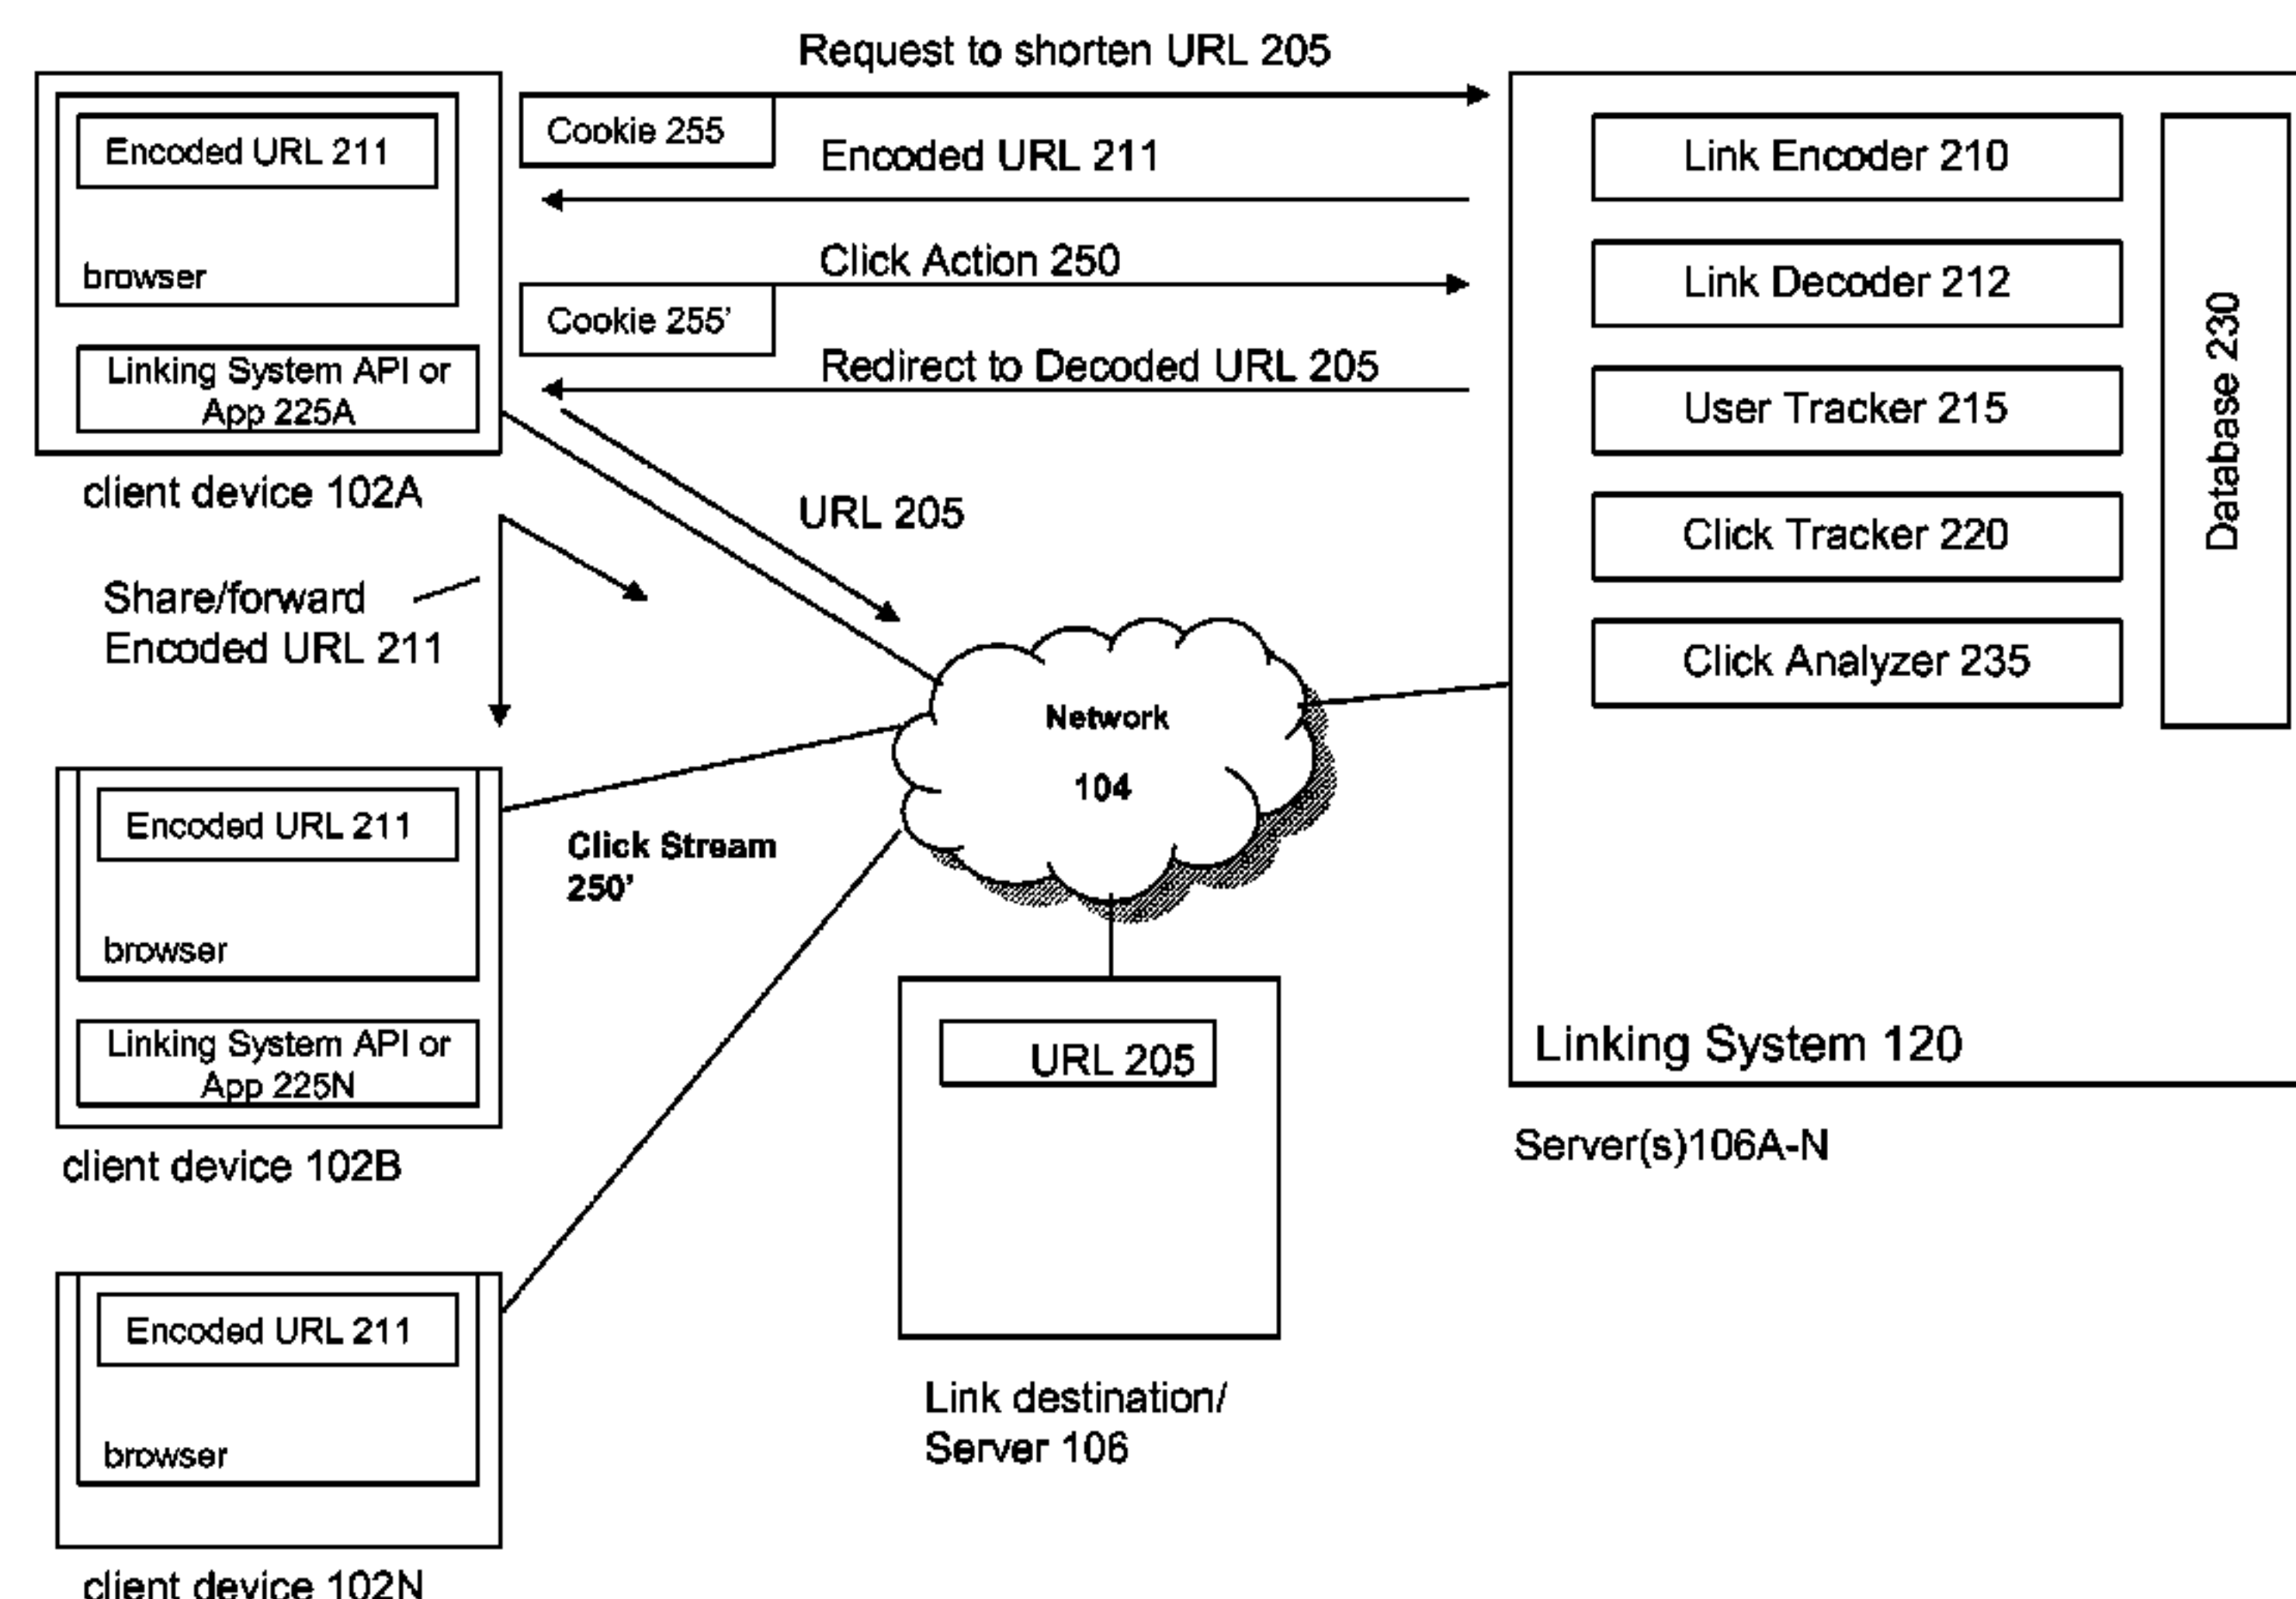 Request to shorten URL 205
Cookie 255
Encoded URL 211
Click Action 250
Cookie 255’
Redirect to Decoded URL 205
Encoded URL 211
browser
Linking System API or
App 225A
client device 102A
URL 205
Share/forward
Encoded URL 211
Link Encoder 210
Link Decoder 212
User Tracker 215
Click Tracker 220
Click Analyzer 235
Database 230
Linking System 120
Server(s)106A-N
Network
104
Encoded URL 211
browser
Linking System API or
App 225N
client device 102B
Click Stream
250’
URL 205
Link destination/
Server 106
Encoded URL 211
browser
client device 102N